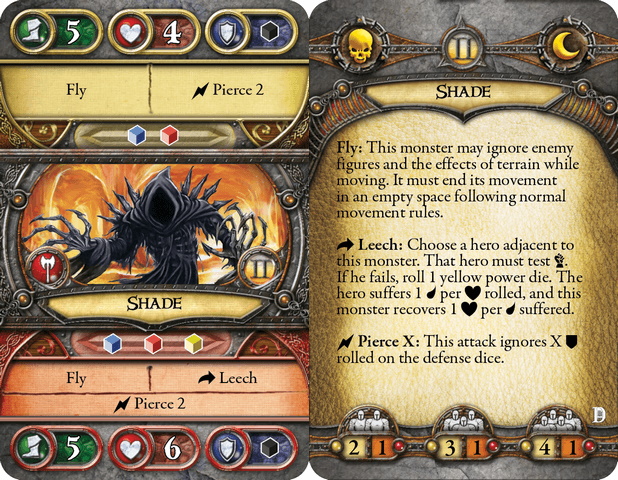 5 4
Fly Pierce 2
II
SHADE
Fly Leech
Pierce 2
5 6
II
SHADE
Fly: This monster may ignore enemy
figures and the effects of terrain while
moving. It must end its movement
in an empty space following normal
movement rules.
Leech: Choose a hero adjacent to
this monster. That hero must test .
If he fails, roll 1 yellow power die. The
hero suffers 1 per rolled, and this
monster recovers 1 per suffered.
Pierce X: This attack ignores X
rolled on the defense dice.
D
2 1 3 1 4 1